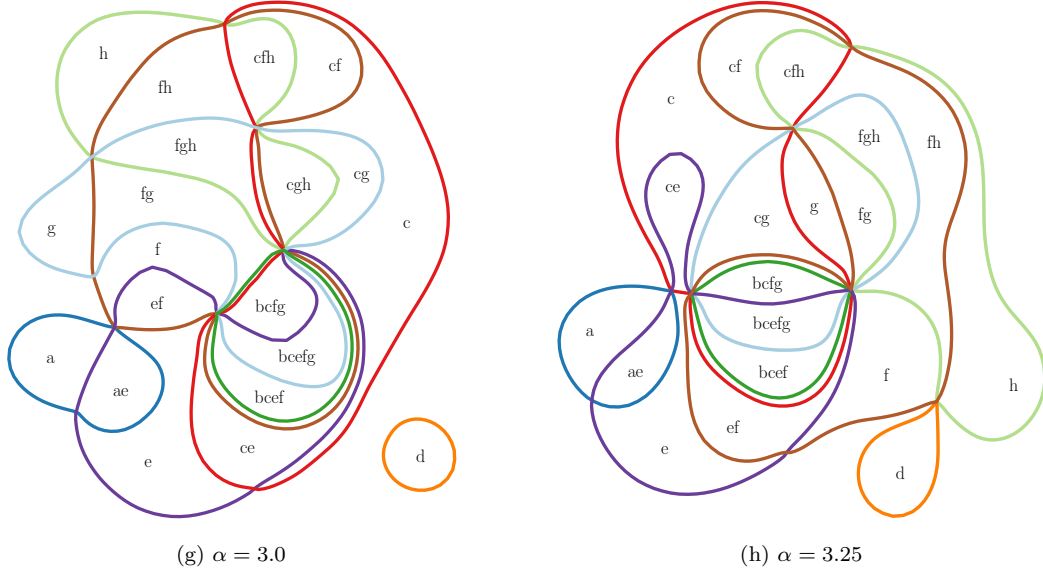 h
cfh
cf
fh
fgh
cgh
cg
fg
g
c
f
ef
bcfg
a
ae
bcefg
bcef
e
ce
d
(g) α = 3.0
cf
cfh
c
fgh
fh
ce
cg
g
fg
bcfg
a
bcefg
ae
bcef
f
h
ef
e
d
(h) α = 3.25